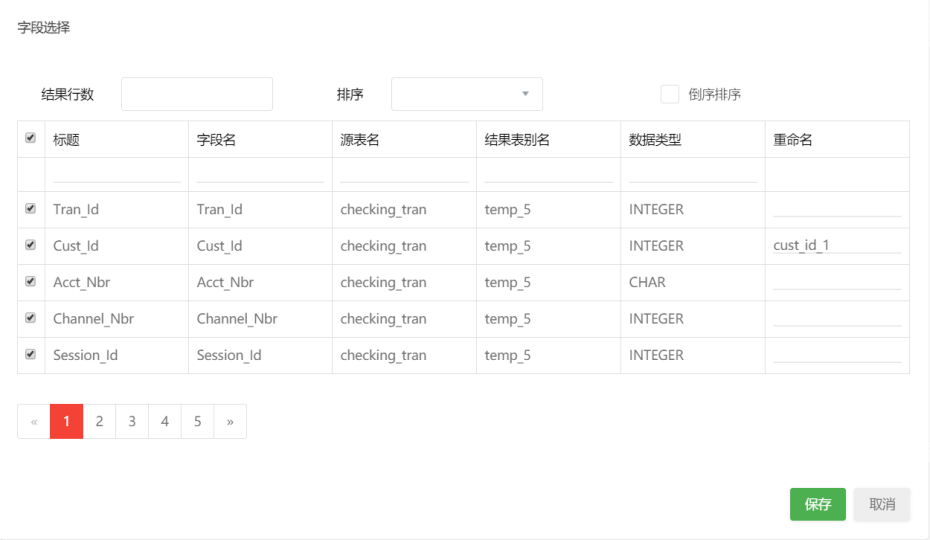 字段选择
结果行数 排序 倒序排序
标题 字段名 源表名 结果表别名 数据类型 重命名
Tran_Id Tran_Id checking_tran temp_5 INTEGER
Cust_Id Cust_Id checking_tran temp_5 INTEGER cust_id_1
Acct_Nbr Acct_Nbr checking_tran temp_5 CHAR
Channel_Nbr Channel_Nbr checking_tran temp_5 INTEGER
Session_Id Session_Id checking_tran temp_5 INTEGER
« 1 2 3 4 5 »
保存 取消